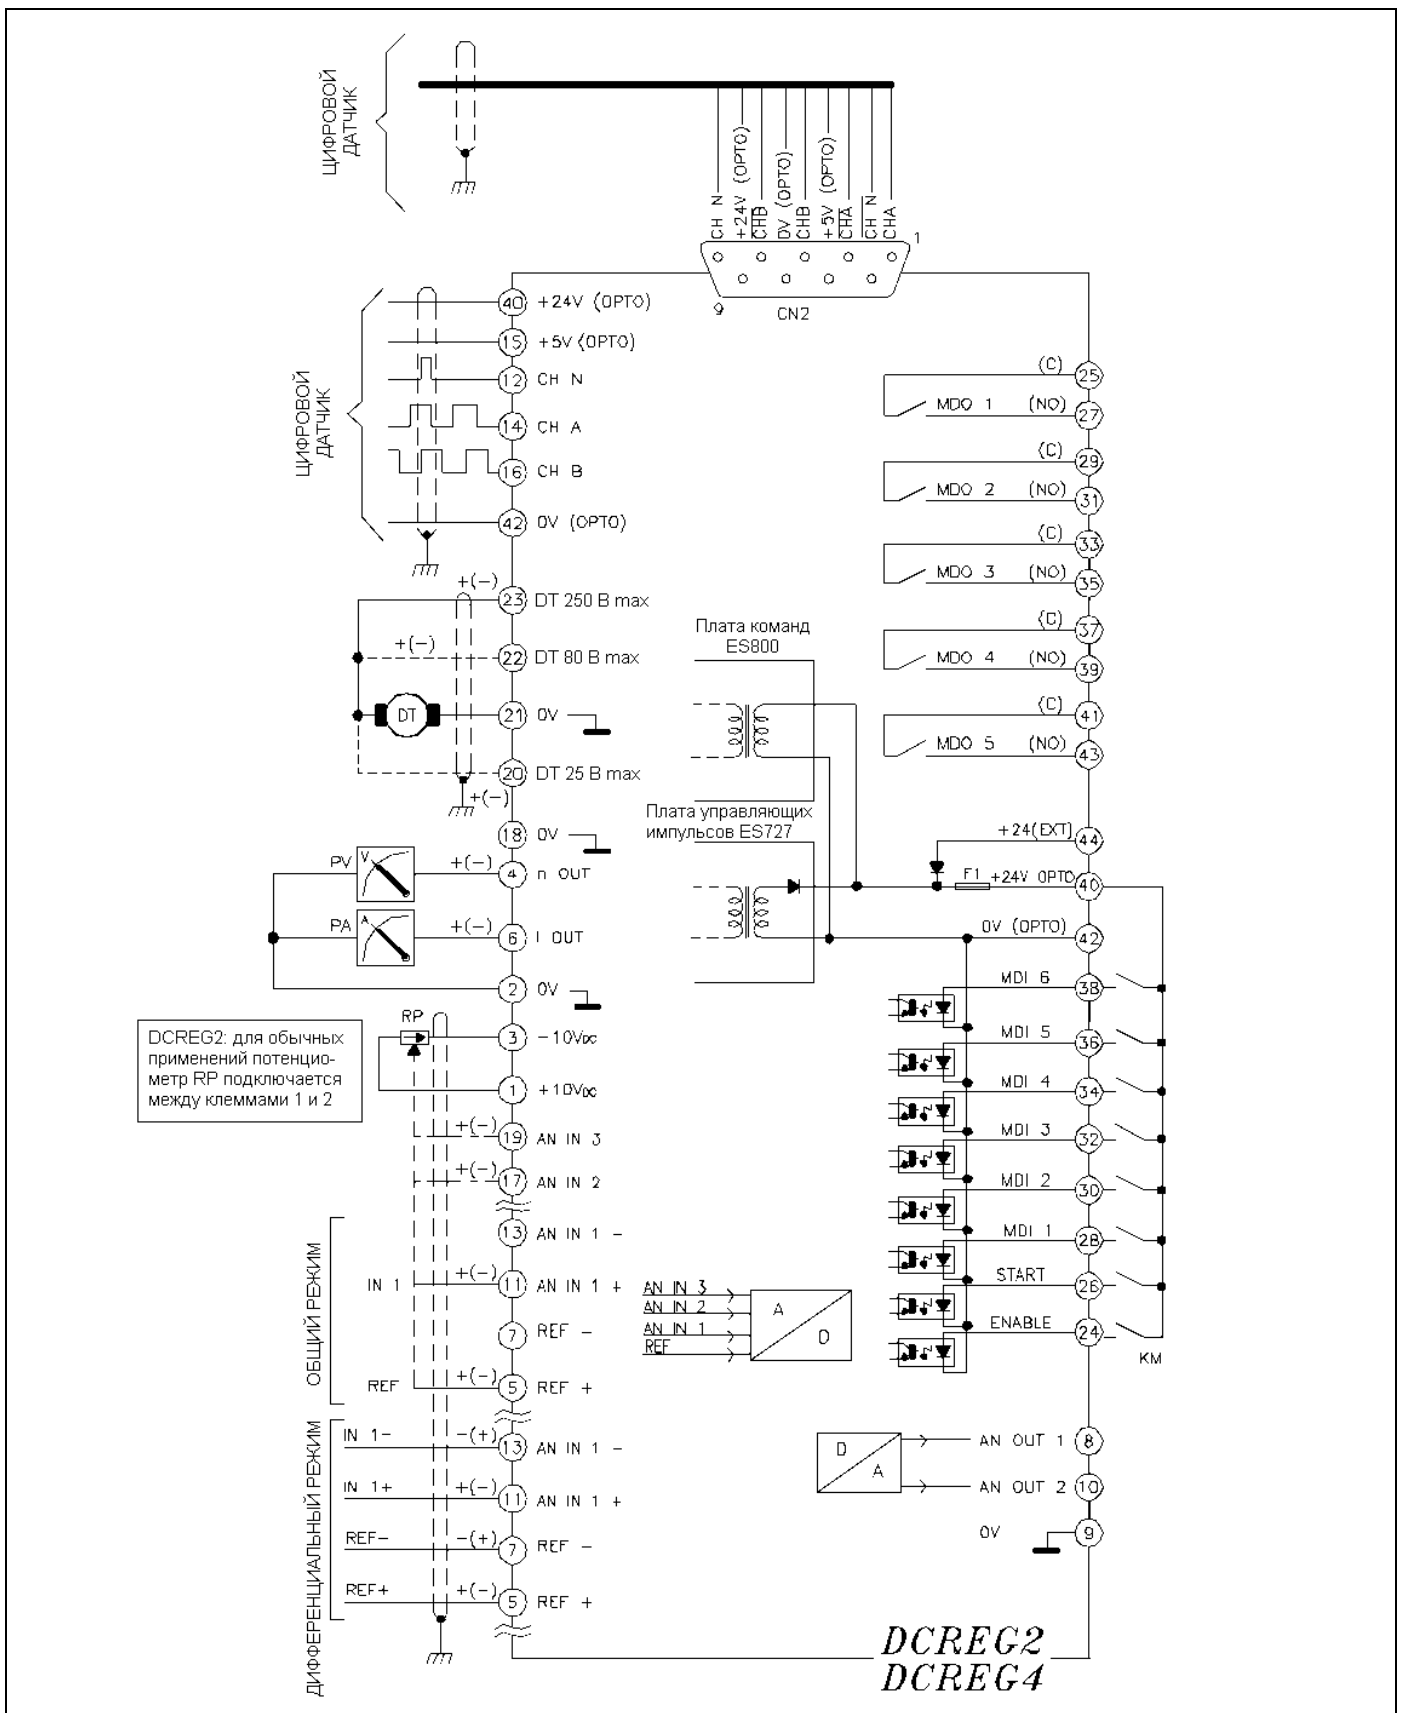 ЦИФРОВОЙ
ДАТЧИК
CH N
+24V (OPTO)
CHB
0V (OPTO)
CHB
+5V (OPTO)
CHA
CH N
CHA
1
9
CN2
ЦИФРОВОЙ
ДАТЧИК
40 +24V (OPTO)
15 +5V (OPTO)
12 CH N
14 CH A
16 CH B
42 0V (OPTO)
+(-)
23 DT 250 В max
+(-)
22 DT 80 В max
DT
21 0V
20 DT 25 В max
+(-)
18 0V
PV V +(-) 4 n OUT
PA A +(-) 6 I OUT
2 0V
RP
3 -10VDC
1 +10VDC
DCREG2: для обычных
применений потенцио-
метр RP подключается
между клеммами 1 и 2
+(-) 19 AN IN 3
+(-) 17 AN IN 2
ОБЩИЙ РЕЖИМ
13 AN IN 1 -
IN 1 +(-) 11 AN IN 1 +
7 REF -
REF +(-) 5 REF +
ДИФФЕРЕНЦИАЛЬНЫЙ РЕЖИМ
IN 1- -(+) 13 AN IN 1 -
IN 1+ +(-) 11 AN IN 1 +
REF- -(+) 7 REF -
REF+ +(-) 5 REF +
Плата команд
ES800
Плата управляющих
импульсов ES727
AN IN 3
AN IN 2
AN IN 1
REF
A
D
(C) 25
MDO 1 (NO) 27
(C) 29
MDO 2 (NO) 31
(C) 33
MDO 3 (NO) 35
(C) 37
MDO 4 (NO) 39
(C) 41
MDO 5 (NO) 43
+24(EXT) 44
F1 +24V OPTO 40
0V (OPTO) 42
MDI 6 38
MDI 5 36
MDI 4 34
MDI 3 32
MDI 2 30
MDI 1 28
START 26
ENABLE 24
KM
D
A
AN OUT 1 8
AN OUT 2 10
0V 9
DCREG2
DCREG4